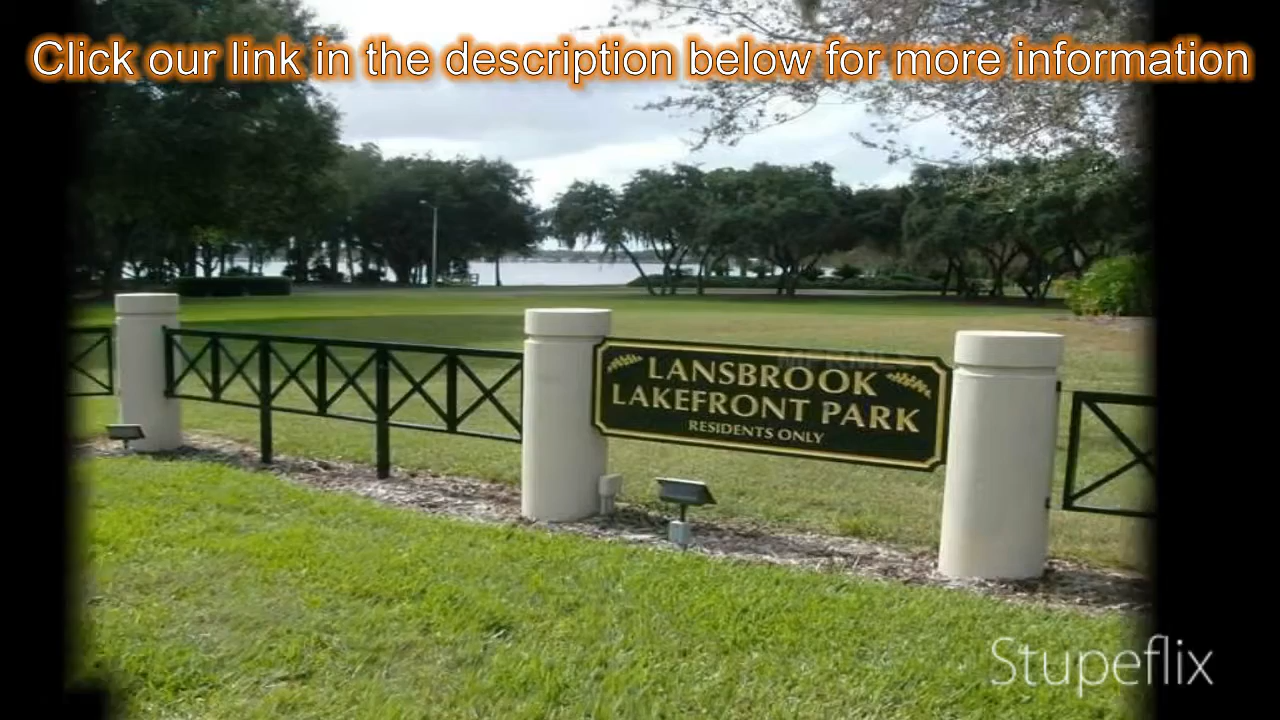 Click our link in the description below for more information
LANSBROOK
LAKEFRONT PARK
RESIDENTS ONLY
Stupeflix